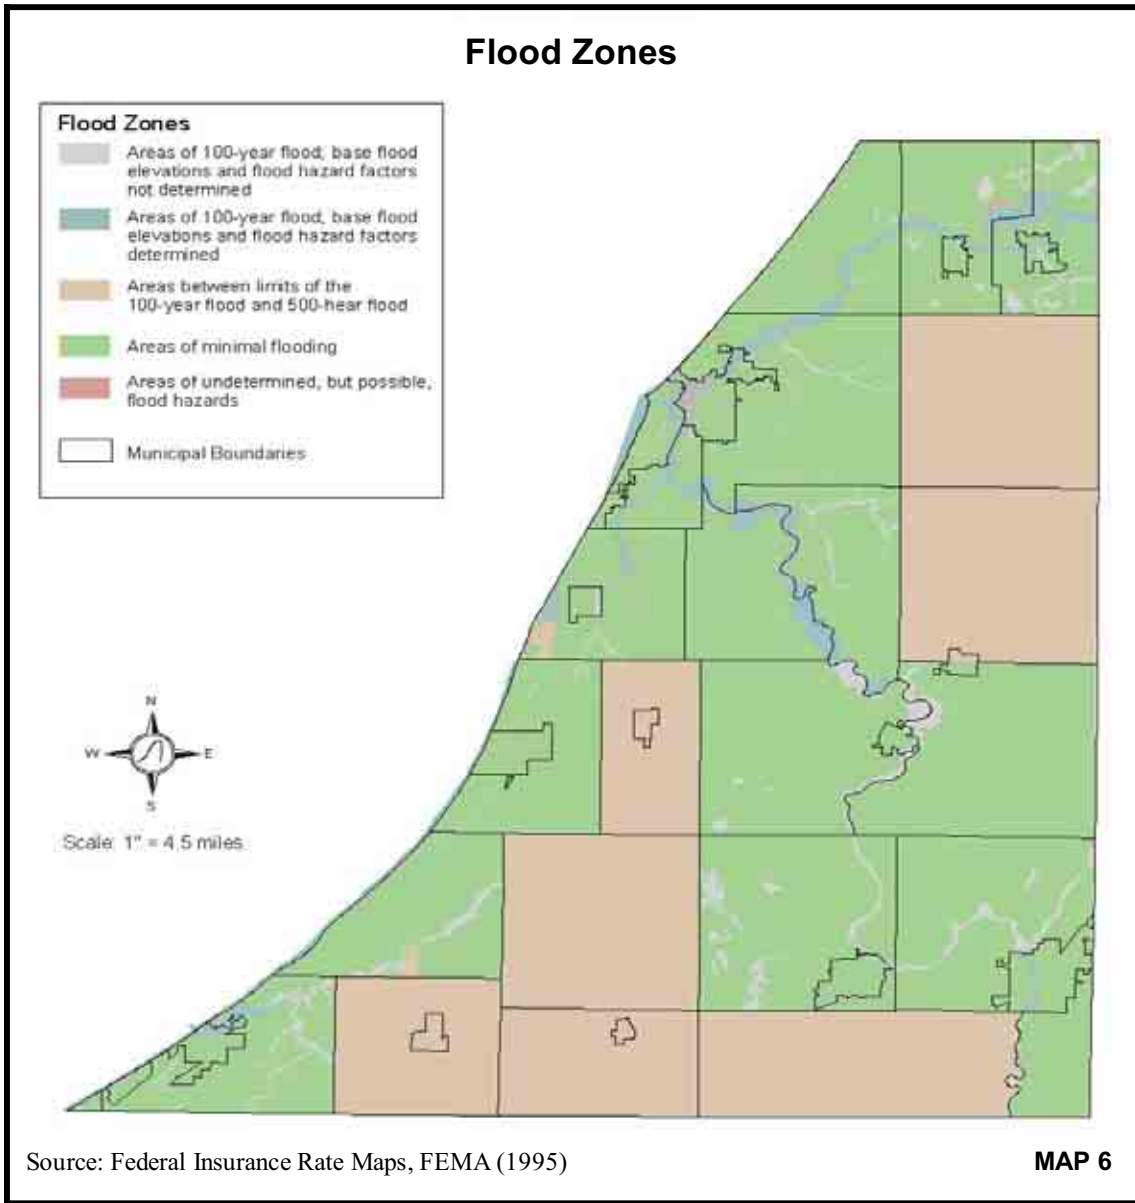 Flood Zones
Flood Zones
Areas of 100-year flood; base flood
elevations and flood hazard factors
not determined
Areas of 100-year flood; base flood
elevations and flood hazard factors
determined
Areas between limits of the
100-year flood and 500-hear flood
Areas of minimal flooding
Areas of undetermined, but possible,
flood hazards
Municipal Boundaries
N
W
E
S
Scale: 1" = 4.5 miles
Source: Federal Insurance Rate Maps, FEMA (1995)
MAP 6